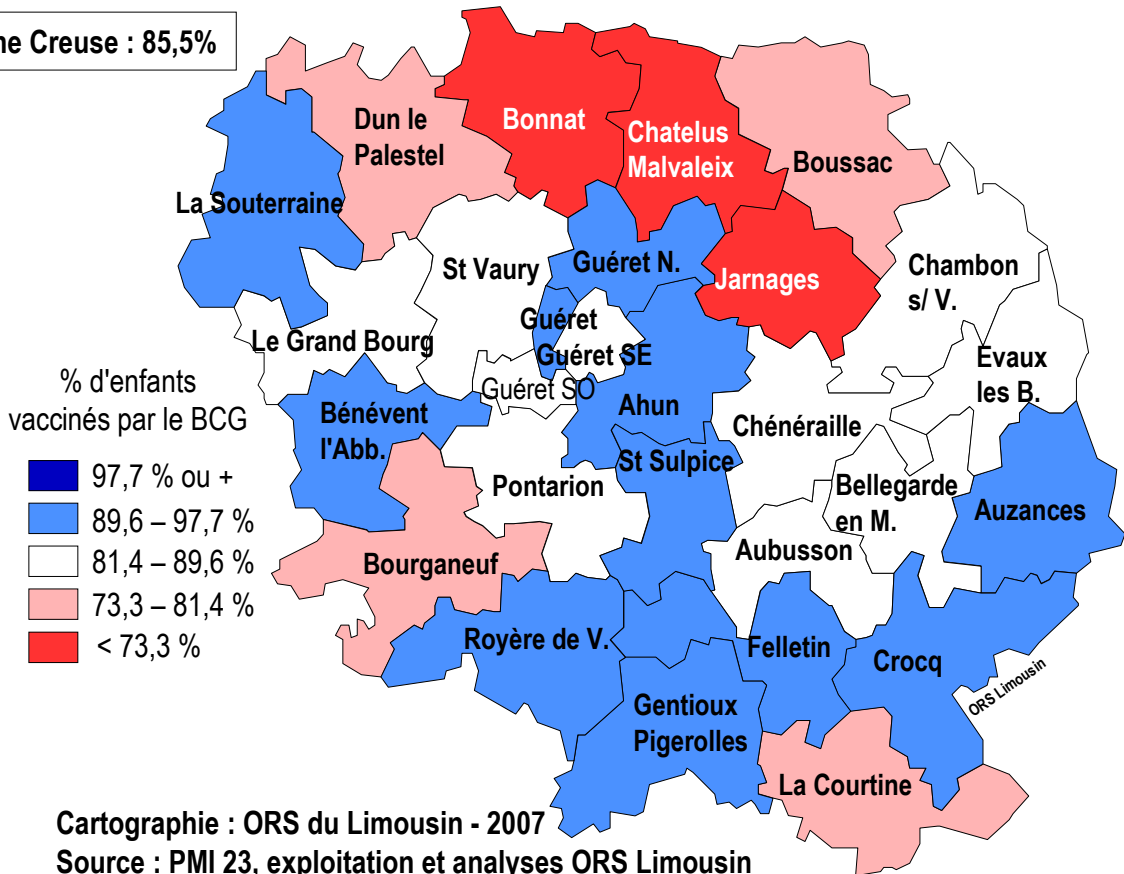 ne Creuse : 85,5%
Dun le
Palestel
Bonnat
Chatelus
Malvaleix
Boussac
La Souterraine
St Vaury
Guéret N.
Jarnages
Chambon
s/ V.
Le Grand Bourg
Guéret
Guéret SE
Guéret SO
Evaux
les B.
Bénévent
l'Abb.
Ahun
Chénéraille
St Sulpice
Pontarion
Bellegarde
en M.
Auzances
Aubusson
Bourganeuf
Royère de V.
Felletin
Crocq
Gentioux
Pigerolles
La Courtine
ORS Limousin
% d'enfants
vaccinés par le BCG
97,7 % ou +
89,6 – 97,7 %
81,4 – 89,6 %
73,3 – 81,4 %
< 73,3 %
Cartographie : ORS du Limousin - 2007
Source : PMI 23, exploitation et analyses ORS Limousin